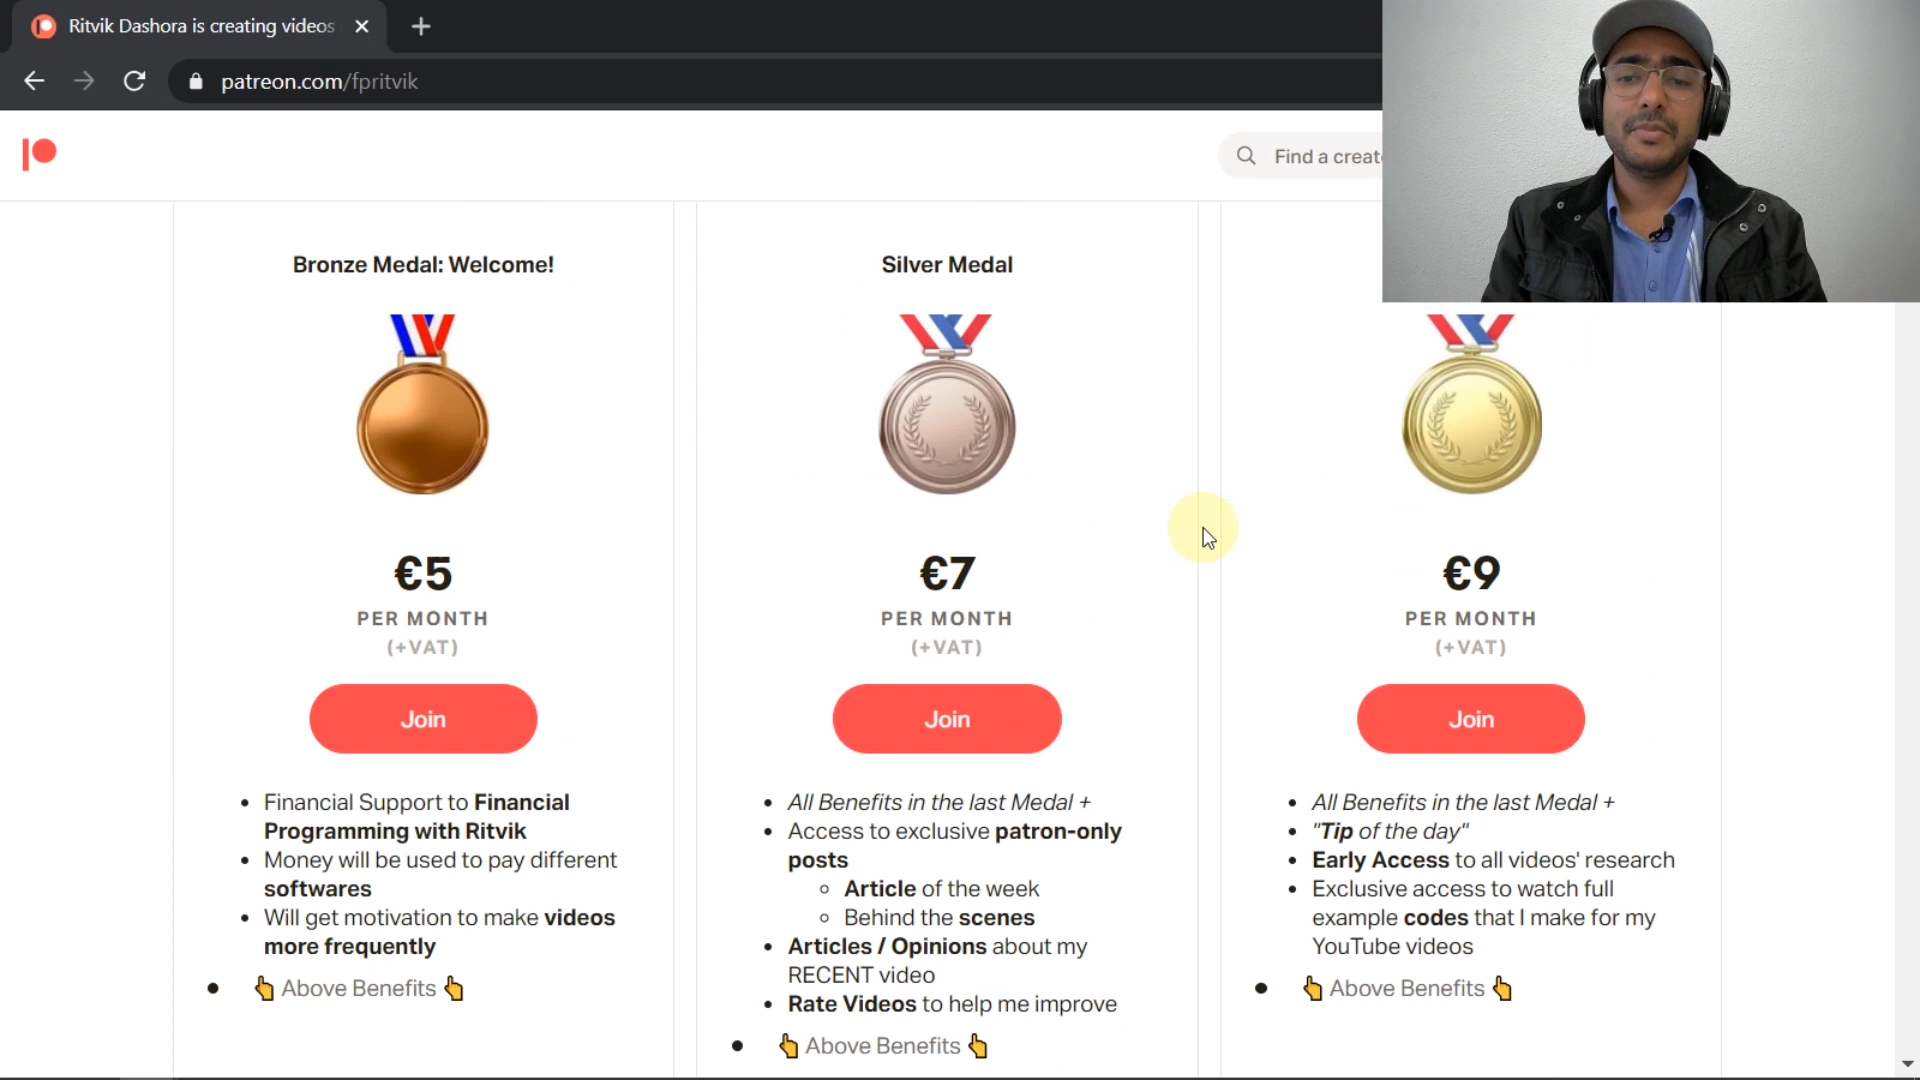 Ritvik Dashora is creating videos
patreon.com/fpritvik
Find a creat
Bronze Medal: Welcome!
€5
PER MONTH
(+VAT)
Join
• Financial Support to Financial
Programming with Ritvik
• Money will be used to pay different
softwares
• Will get motivation to make videos
more frequently
• 👆 Above Benefits 👆
Silver Medal
€7
PER MONTH
(+VAT)
Join
• All Benefits in the last Medal +
• Access to exclusive patron-only
posts
○ Article of the week
○ Behind the scenes
• Articles / Opinions about my
RECENT video
• Rate Videos to help me improve
• 👆 Above Benefits 👆
€9
PER MONTH
(+VAT)
Join
• All Benefits in the last Medal +
• "Tip of the day"
• Early Access to all videos' research
• Exclusive access to watch full
example codes that I make for my
YouTube videos
• 👆 Above Benefits 👆